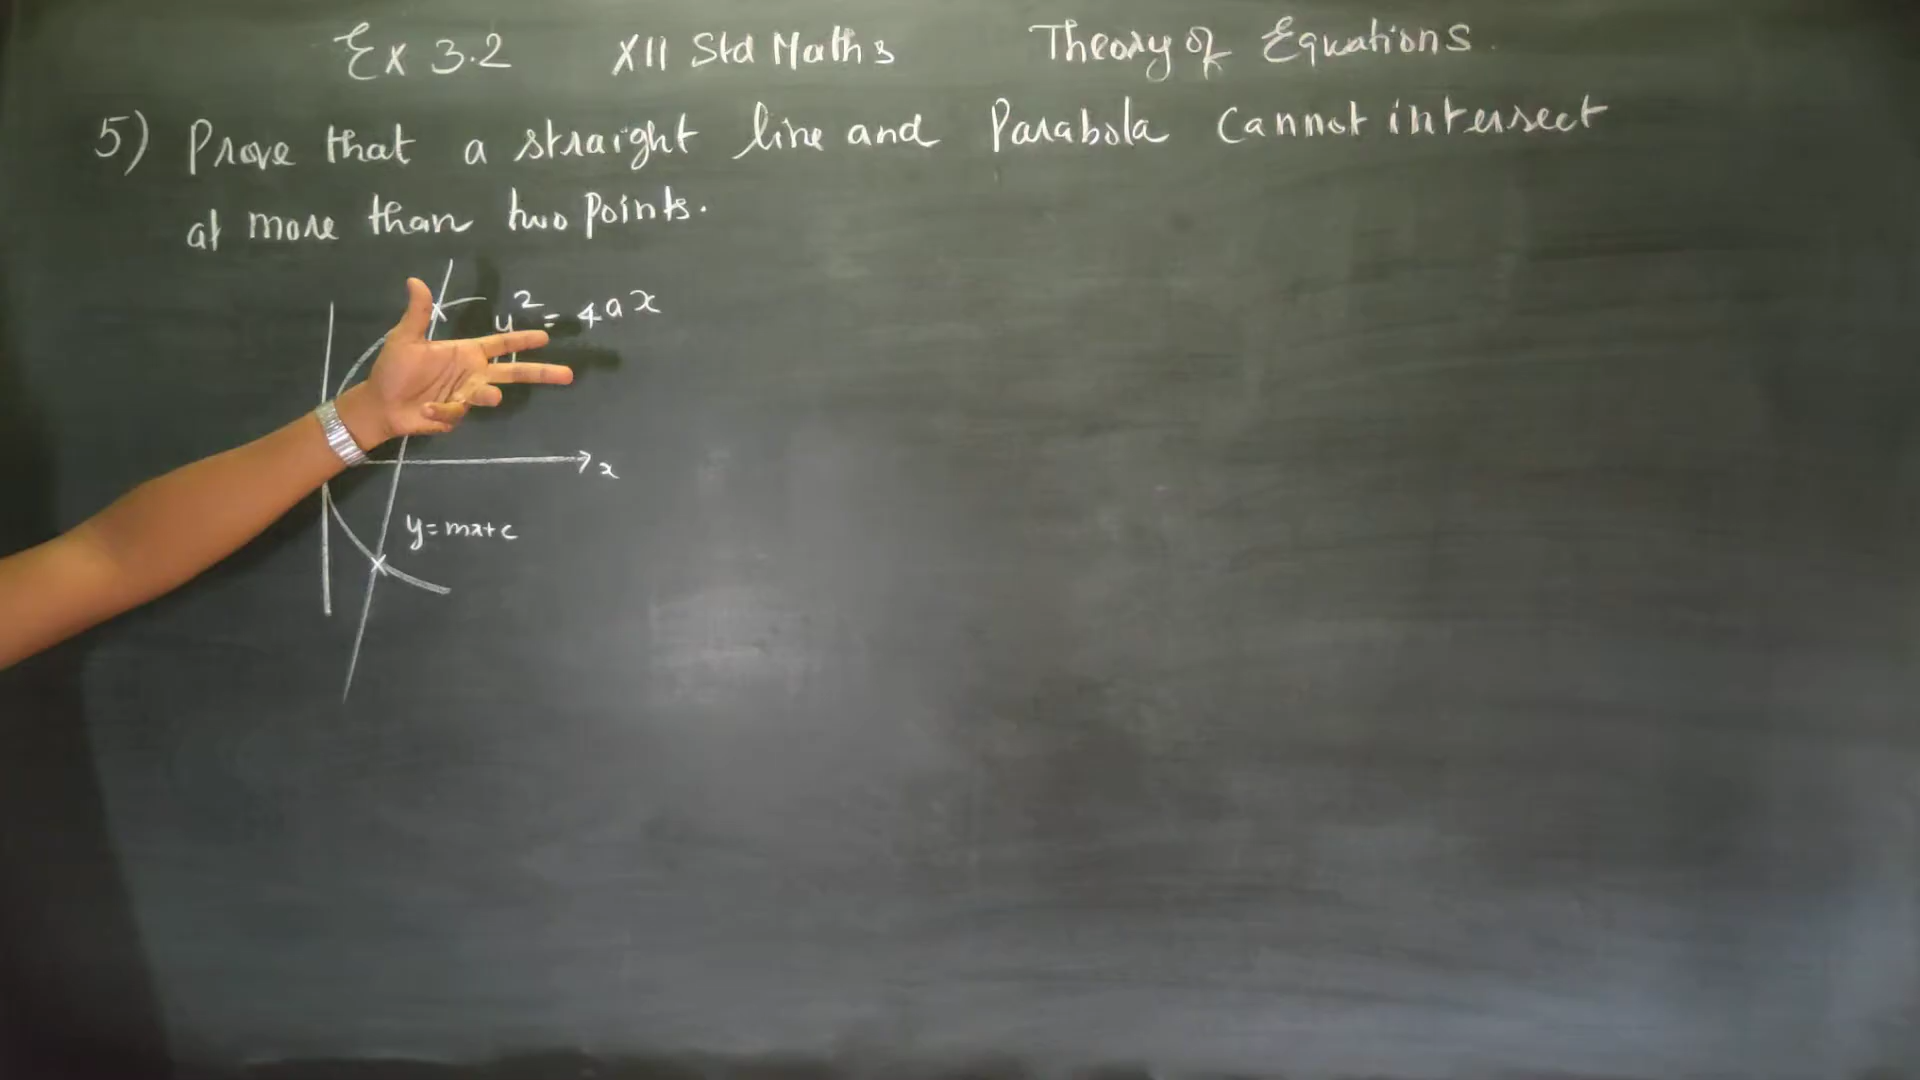 Ex 3.2 XII Std Maths Theory of Equations
5) Prove that a straight line and Parabola cannot intersect
at more than two points.
y² = 4ax
x
y=mx+c